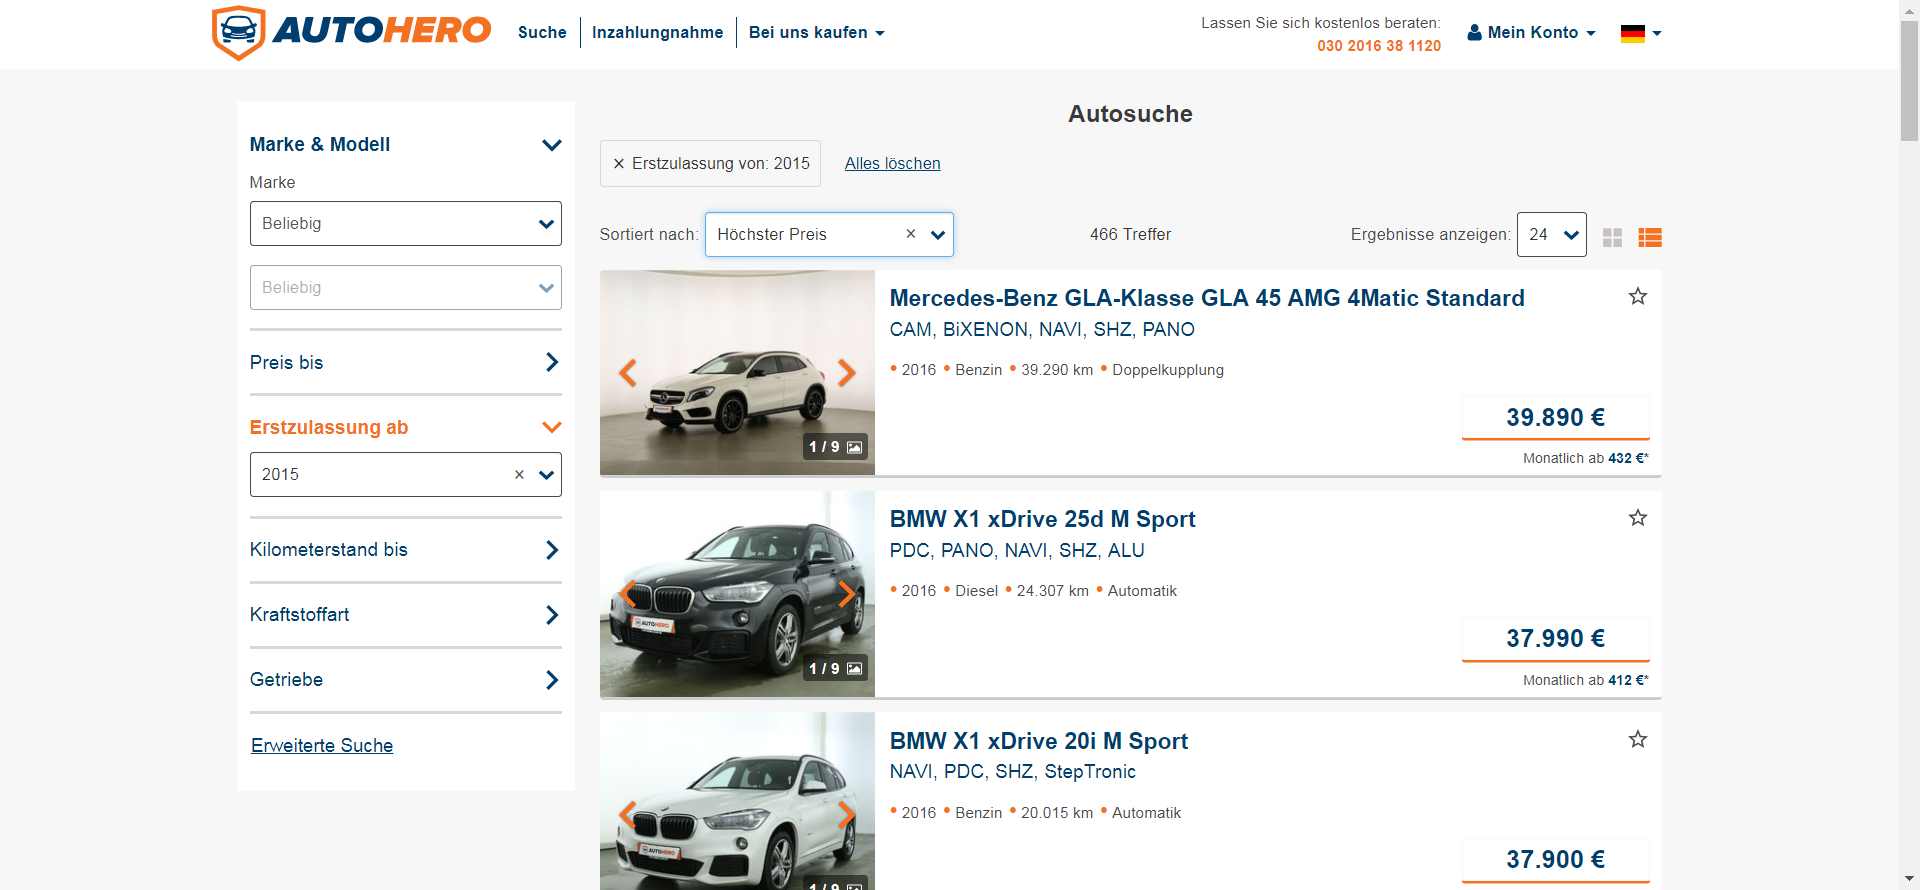 AUTOHERO
Suche
Inzahlungnahme
Bei uns kaufen
Lassen Sie sich kostenlos beraten:
030 2016 38 1120
Mein Konto
Marke & Modell
Marke
Beliebig
Beliebig
Preis bis
Erstzulassung ab
2015 ×
Kilometerstand bis
Kraftstoffart
Getriebe
Erweiterte Suche
Autosuche
× Erstzulassung von: 2015
Alles löschen
Sortiert nach: Höchster Preis ×
466 Treffer
Ergebnisse anzeigen: 24
Mercedes-Benz GLA-Klasse GLA 45 AMG 4Matic Standard
CAM, BiXENON, NAVI, SHZ, PANO
• 2016 • Benzin • 39.290 km • Doppelkupplung
1 / 9
39.890 €
Monatlich ab 432 €*
BMW X1 xDrive 25d M Sport
PDC, PANO, NAVI, SHZ, ALU
• 2016 • Diesel • 24.307 km • Automatik
AUTOHERO
1 / 9
37.990 €
Monatlich ab 412 €*
BMW X1 xDrive 20i M Sport
NAVI, PDC, SHZ, StepTronic
• 2016 • Benzin • 20.015 km • Automatik
AUTOHERO
1 / 9
37.900 €